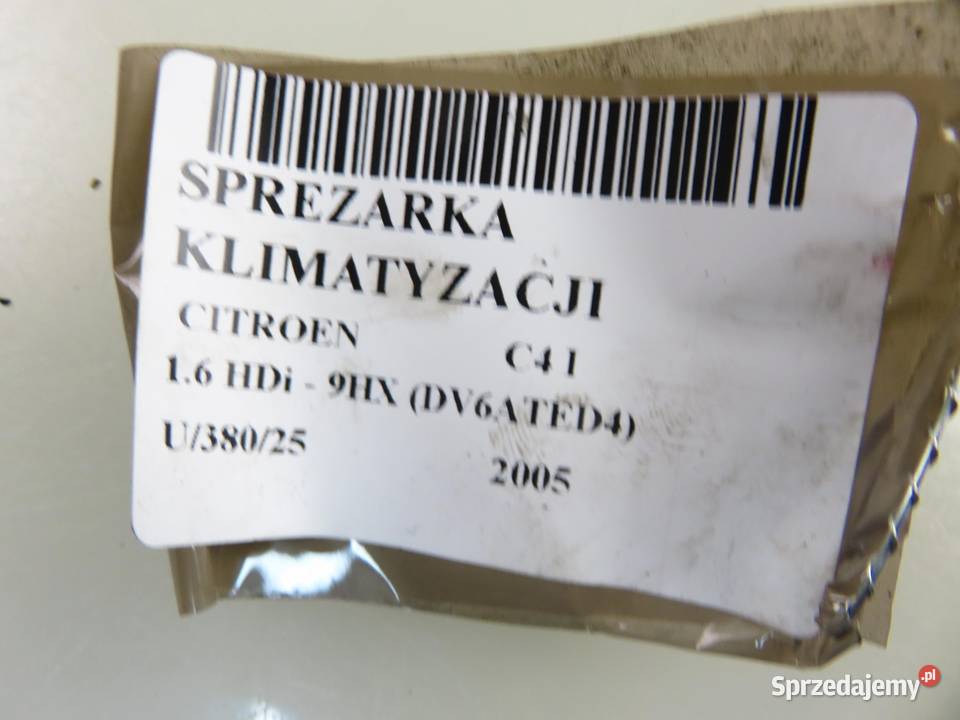 SPREZARKA
KLIMATYZACJI
CITROEN C4 I
1.6 HDi - 9HX (DV6ATED4)
U/380/25 2005
Sprzedajemy.pl